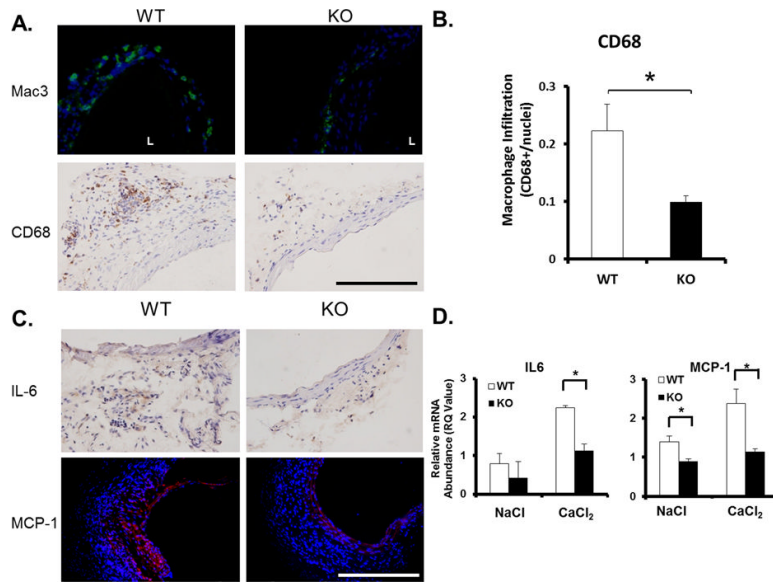 A.
WT
KO
Mac3
L
L
CD68
B.
CD68
Macrophage Infiltration
(CD68+/nuclei)
0.3
0.2
0.1
0
*
WT
KO
C.
WT
KO
IL-6
MCP-1
D.
Relative mRNA
Abundance (RQ Value)
IL6
3
2
1
0
WT
KO
*
NaCl
CaCl2
MCP-1
3
2
1
0
WT
KO
*
*
NaCl
CaCl2